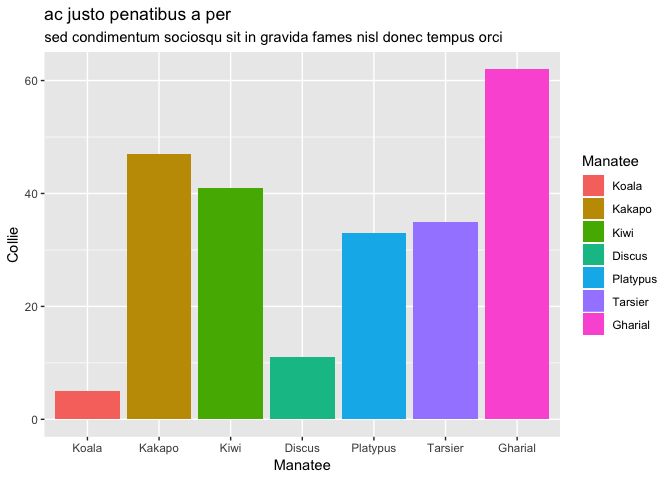 ac justo penatibus a per
sed condimentum sociosqu sit in gravida fames nisl donec tempus orci
60
40
20
0
Collie
Koala Kakapo Kiwi Discus Platypus Tarsier Gharial
Manatee
Manatee
Koala
Kakapo
Kiwi
Discus
Platypus
Tarsier
Gharial